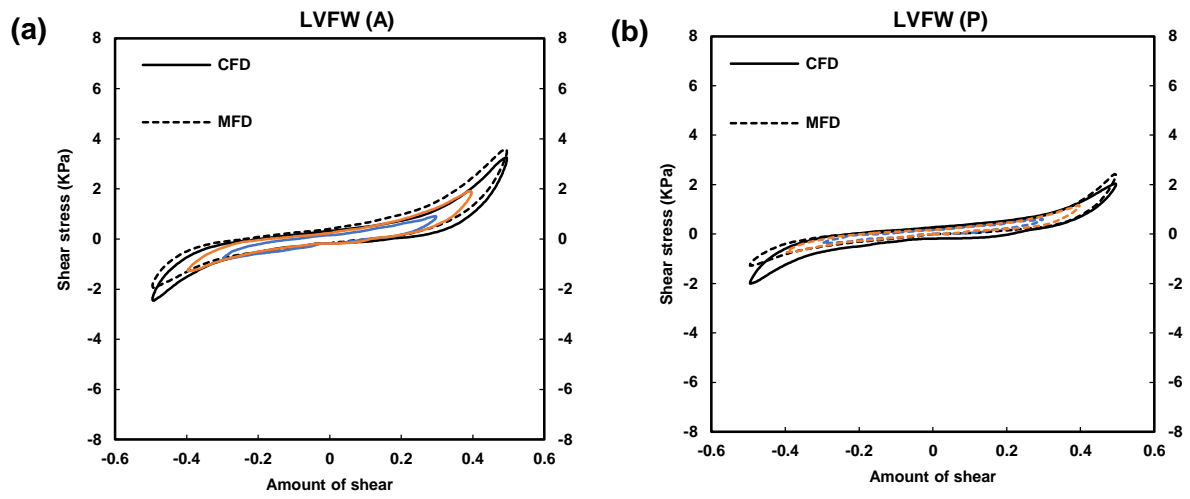 (a)
LVFW (A)
8 8
6 6
4 4
2 2
0 0
-2 -2
-4 -4
-6 -6
-8 -8
CFD
MFD
Shear stress (KPa)
-0.6 -0.4 -0.2 0 0.2 0.4 0.6
Amount of shear
(b)
LVFW (P)
8 8
6 6
4 4
2 2
0 0
-2 -2
-4 -4
-6 -6
-8 -8
CFD
MFD
Shear stress (KPa)
-0.6 -0.4 -0.2 0 0.2 0.4 0.6
Amount of shear